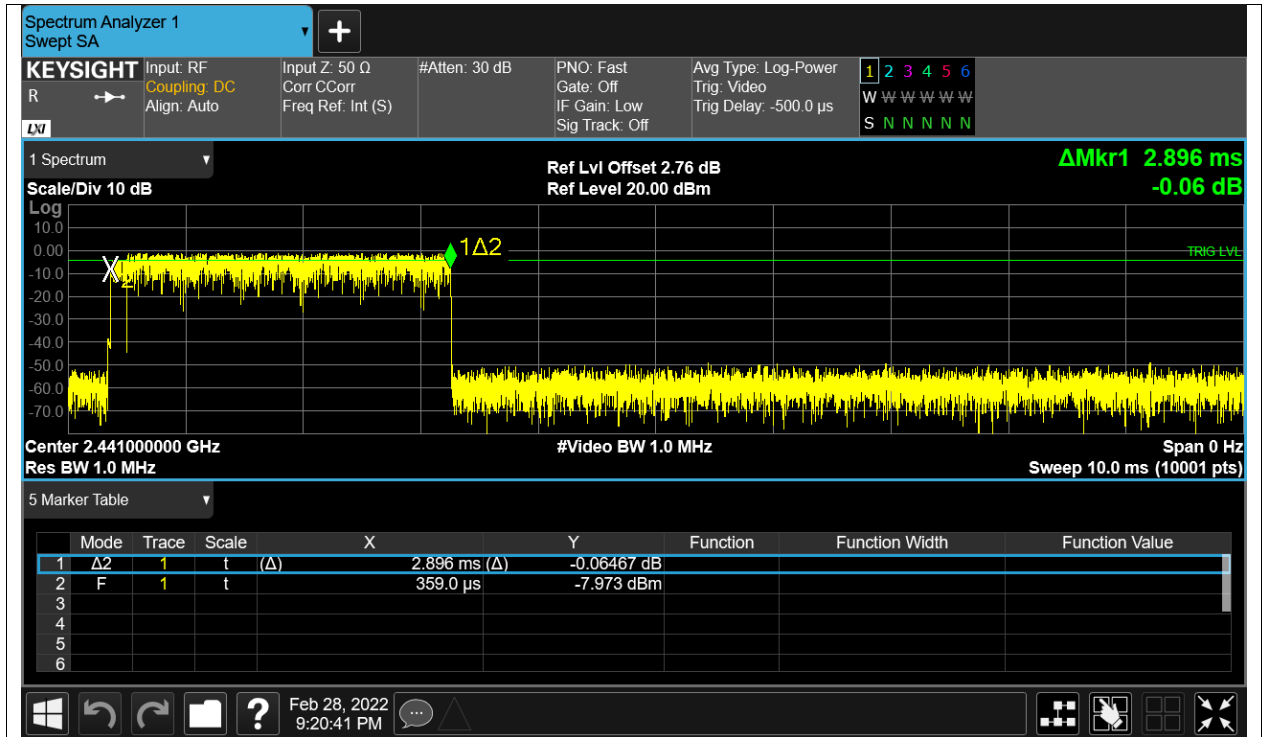 Spectrum Analyzer 1
Swept SA
+
KEYSIGHT Input: RF Input Z: 50 Ω #Atten: 30 dB PNO: Fast Avg Type: Log-Power 1 2 3 4 5 6
R Coupling: DC Corr CCorr Gate: Off Trig: Video W W W W W W
Align: Auto Freq Ref: Int (S) IF Gain: Low Trig Delay: -500.0 µs S N N N N N
LXI Sig Track: Off
1 Spectrum Ref Lvl Offset 2.76 dB ΔMkr1 2.896 ms
Scale/Div 10 dB Ref Level 20.00 dBm -0.06 dB
Log
10.0
0.00 1Δ2 TRIG LVL
-10.0 X2
-20.0
-30.0
-40.0
-50.0
-60.0
-70.0
Center 2.441000000 GHz #Video BW 1.0 MHz Span 0 Hz
Res BW 1.0 MHz Sweep 10.0 ms (10001 pts)
5 Marker Table
Mode Trace Scale X Y Function Function Width Function Value
1 Δ2 1 t (Δ) 2.896 ms (Δ) -0.06467 dB
2 F 1 t 359.0 µs -7.973 dBm
3
4
5
6
? Feb 28, 2022
9:20:41 PM